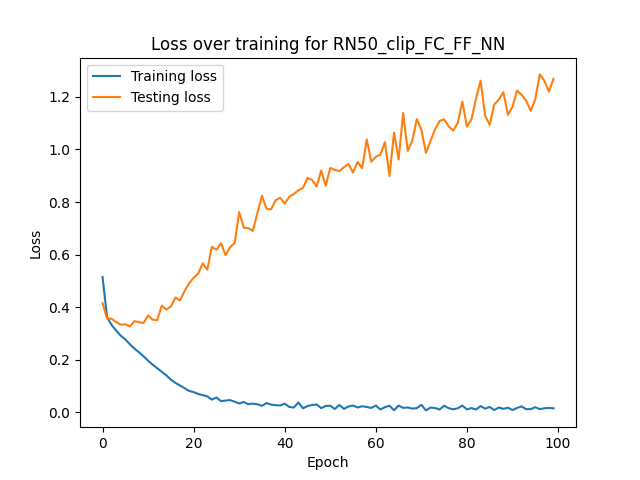 Loss over training for RN50_clip_FC_FF_NN
Training loss
Testing loss
1.2
1.0
0.8
0.6
0.4
0.2
0.0
Loss
0
20
40
60
80
100
Epoch